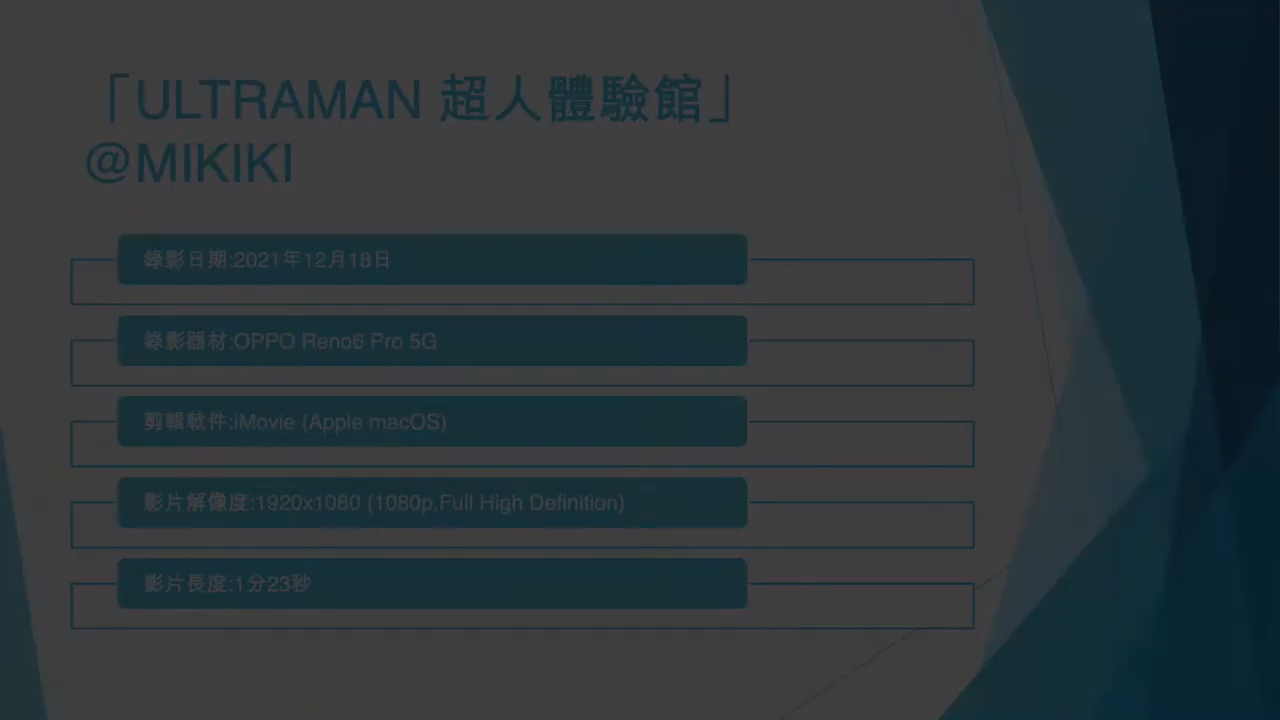 「ULTRAMAN 超人體驗館」
@MIKIKI
錄影日期:2021年12月18日
錄影器材:OPPO Reno6 Pro 5G
剪輯軟件:iMovie (Apple macOS)
影片解像度:1920x1080 (1080p,Full High Definition)
影片長度:1分23秒